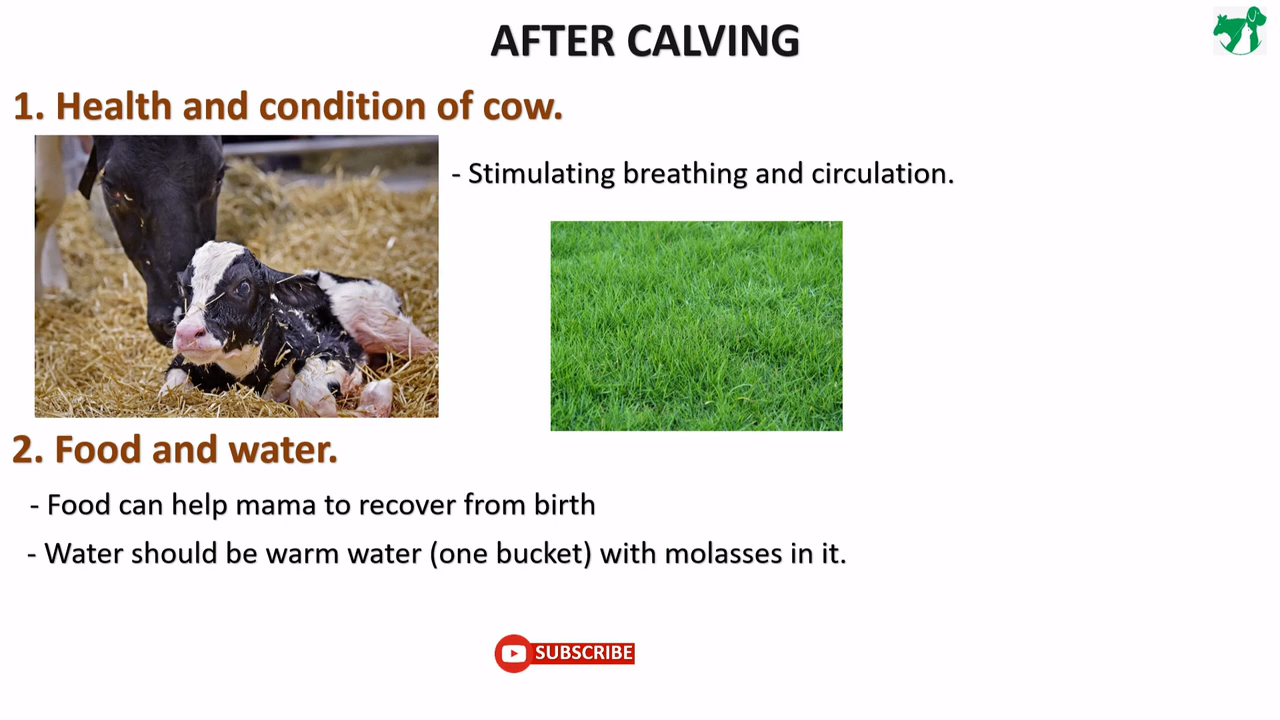 AFTER CALVING
1. Health and condition of cow.
- Stimulating breathing and circulation.
2. Food and water.
- Food can help mama to recover from birth
- Water should be warm water (one bucket) with molasses in it.
SUBSCRIBE